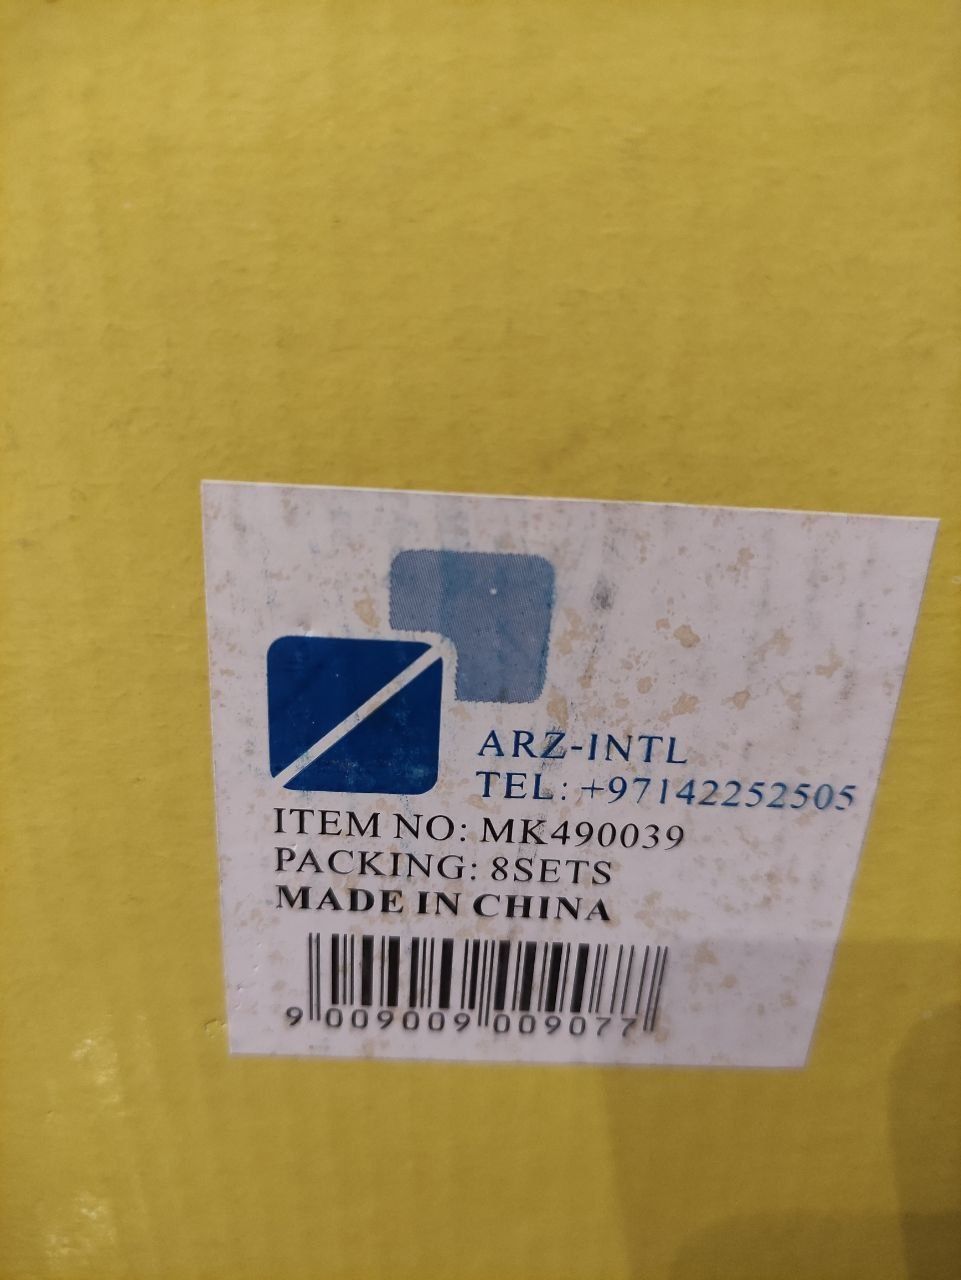 ARZ-INTL
TEL: +97142252505
ITEM NO: MK490039
PACKING: 8SETS
MADE IN CHINA
9 009009 009077